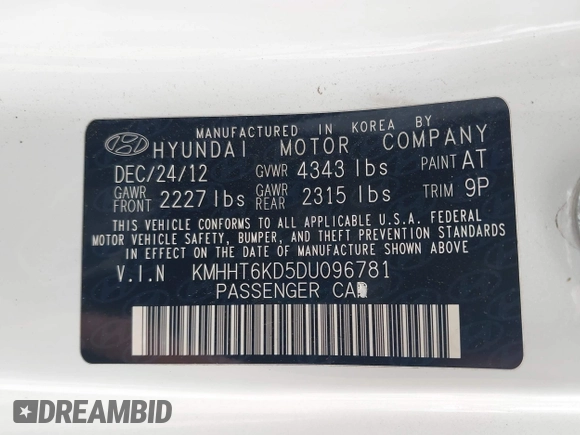 MANUFACTURED IN KOREA BY
HYUNDAI MOTOR COMPANY
DEC/24/12 GVWR 4343 lbs PAINT AT
GAWR FRONT 2227 lbs GAWR REAR 2315 lbs TRIM 9P
THIS VEHICLE CONFORMS TO ALL APPLICABLE U.S.A. FEDERAL
MOTOR VEHICLE SAFETY, BUMPER, AND THEFT PREVENTION STANDARDS
IN EFFECT ON THE DATE OF MANUFACTURE SHOWN ABOVE.
V.I.N KMHHT6KD5DU096781
PASSENGER CAR
DREAMBID